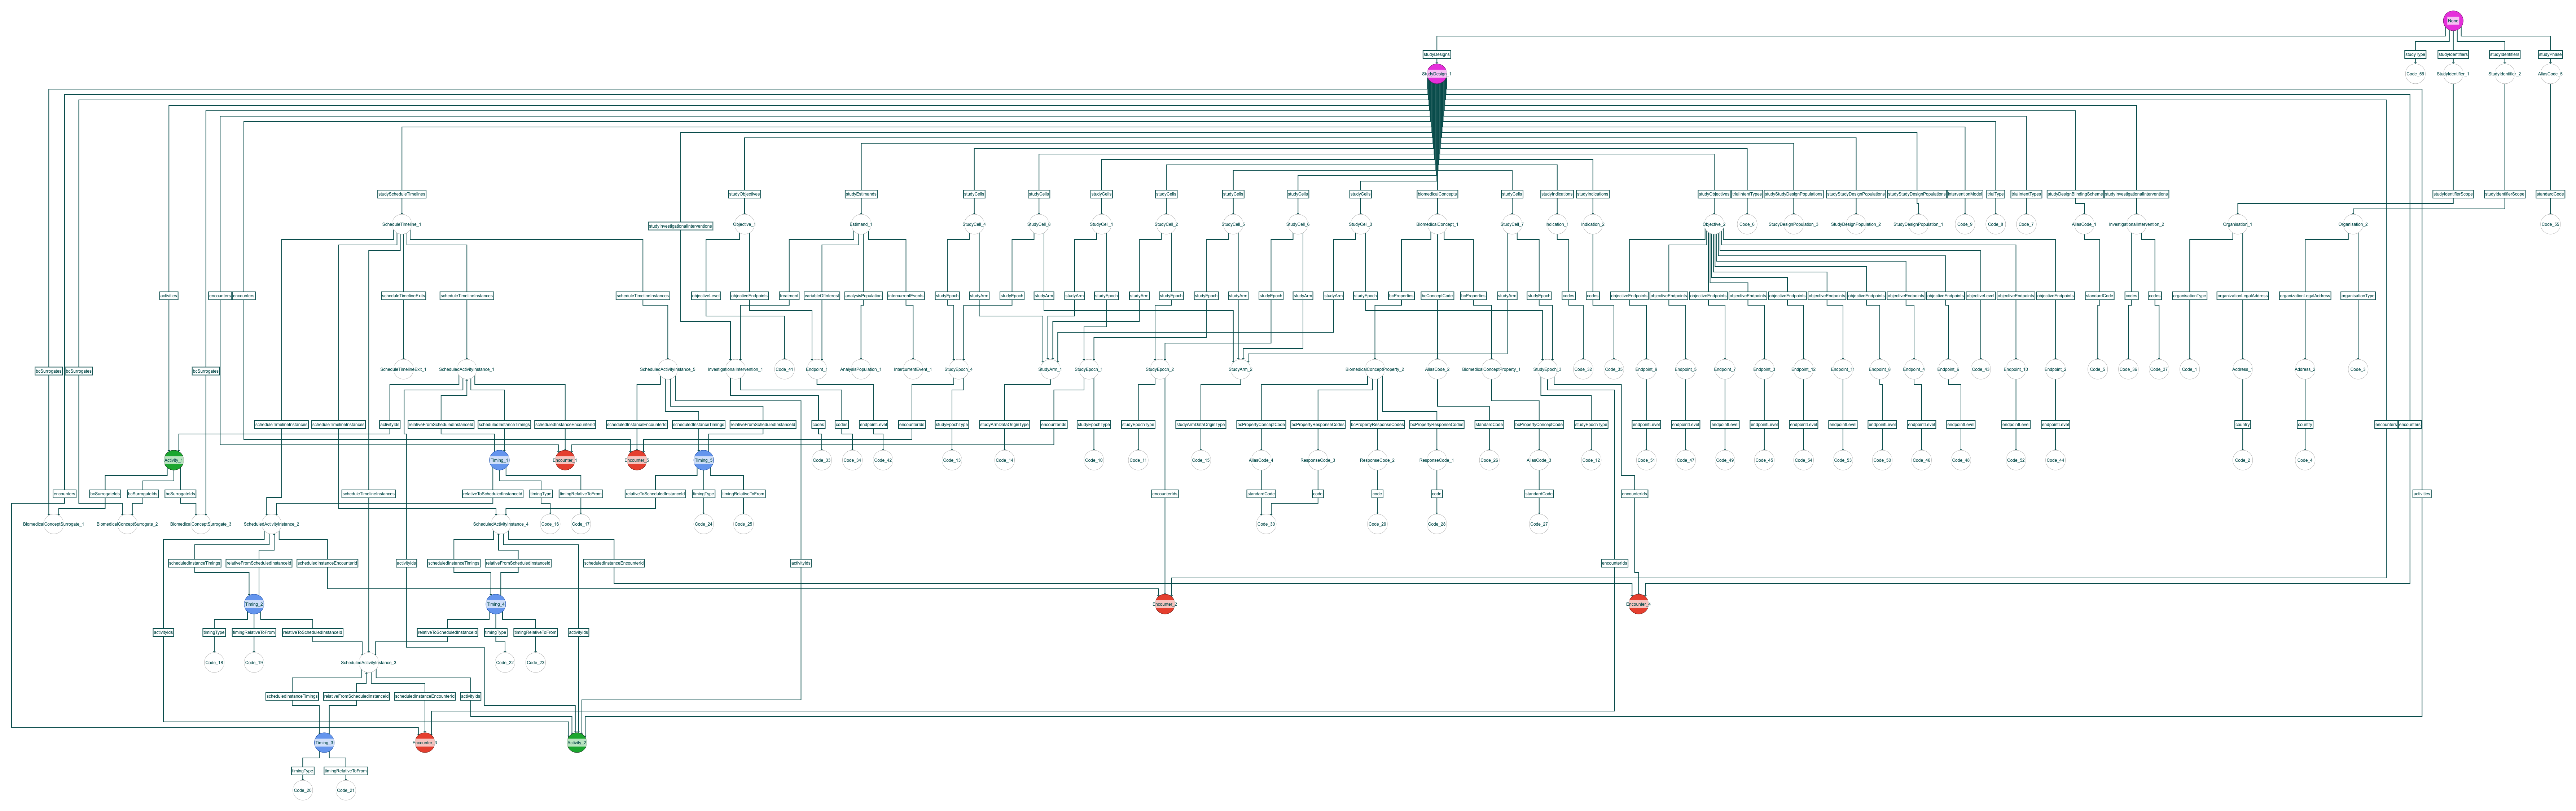 None
studyDesigns
studyType
studyIdentifiers
studyIdentifiers
studyPhase
StudyDesign_1
Code_56
StudyIdentifier_1
StudyIdentifier_2
AliasCode_5
studyScheduleTimelines
studyObjectives
studyEstimands
studyCells
studyCells
studyCells
studyCells
studyCells
studyCells
studyCells
biomedicalConcepts
studyCells
studyIndications
studyIndications
studyObjectives
trialIntentTypes
studyStudyDesignPopulations
studyStudyDesignPopulations
studyStudyDesignPopulations
interventionModel
trialType
trialIntentTypes
studyDesignBlindingScheme
studyInvestigationalInterventions
studyIdentifierScope
studyIdentifierScope
standardCode
ScheduleTimeline_1
studyInvestigationalInterventions
Objective_1
Estimand_1
StudyCell_4
StudyCell_8
StudyCell_1
StudyCell_2
StudyCell_5
StudyCell_6
StudyCell_3
BiomedicalConcept_1
StudyCell_7
Indication_1
Indication_2
Objective_2
Code_6
StudyDesignPopulation_3
StudyDesignPopulation_2
StudyDesignPopulation_1
Code_9
Code_8
Code_7
AliasCode_1
InvestigationalIntervention_2
Organisation_1
Organisation_2
Code_55
activities
encounters
encounters
scheduleTimelineExits
scheduleTimelineInstances
scheduleTimelineInstances
objectiveLevel
objectiveEndpoints
treatment
variableOfInterest
analysisPopulation
intercurrentEvents
studyEpoch
studyArm
studyEpoch
studyArm
studyArm
studyEpoch
studyArm
studyEpoch
studyEpoch
studyArm
studyEpoch
studyArm
studyArm
studyEpoch
bcProperties
bcConceptCode
bcProperties
studyArm
studyEpoch
codes
codes
objectiveEndpoints
objectiveEndpoints
objectiveEndpoints
objectiveEndpoints
objectiveEndpoints
objectiveEndpoints
objectiveEndpoints
objectiveEndpoints
objectiveEndpoints
objectiveLevel
objectiveEndpoints
objectiveEndpoints
standardCode
codes
codes
organisationType
organizationLegalAddress
organizationLegalAddress
organisationType
bcSurrogates
bcSurrogates
bcSurrogates
ScheduleTimelineExit_1
ScheduledActivityInstance_1
ScheduledActivityInstance_5
InvestigationalIntervention_1
Code_41
Endpoint_1
AnalysisPopulation_1
IntercurrentEvent_1
StudyEpoch_4
StudyArm_1
StudyEpoch_1
StudyEpoch_2
StudyArm_2
BiomedicalConceptProperty_2
AliasCode_2
BiomedicalConceptProperty_1
StudyEpoch_3
Code_32
Code_35
Endpoint_9
Endpoint_5
Endpoint_7
Endpoint_3
Endpoint_12
Endpoint_11
Endpoint_8
Endpoint_4
Endpoint_6
Code_43
Endpoint_10
Endpoint_2
Code_5
Code_36
Code_37
Code_1
Address_1
Address_2
Code_3
scheduleTimelineInstances
scheduleTimelineInstances
activityIds
relativeFromScheduledInstanceId
scheduledInstanceTimings
scheduledInstanceEncounterId
scheduledInstanceEncounterId
scheduledInstanceTimings
relativeFromScheduledInstanceId
codes
codes
endpointLevel
encounterIds
studyEpochType
studyArmDataOriginType
encounterIds
studyEpochType
studyEpochType
studyArmDataOriginType
bcPropertyConceptCode
bcPropertyResponseCodes
bcPropertyResponseCodes
bcPropertyResponseCodes
standardCode
bcPropertyConceptCode
studyEpochType
endpointLevel
endpointLevel
endpointLevel
endpointLevel
endpointLevel
endpointLevel
endpointLevel
endpointLevel
endpointLevel
endpointLevel
endpointLevel
country
country
encounters
encounters
Activity_1
Timing_1
Encounter_1
Encounter_5
Timing_5
Code_33
Code_34
Code_42
Code_13
Code_14
Code_10
Code_11
Code_15
AliasCode_4
ResponseCode_3
ResponseCode_2
ResponseCode_1
Code_26
AliasCode_3
Code_12
Code_51
Code_47
Code_49
Code_45
Code_54
Code_53
Code_50
Code_46
Code_48
Code_52
Code_44
Code_2
Code_4
encounters
bcSurrogateIds
bcSurrogateIds
bcSurrogateIds
scheduleTimelineInstances
relativeToScheduledInstanceId
timingType
timingRelativeToFrom
relativeToScheduledInstanceId
timingType
timingRelativeToFrom
encounterIds
standardCode
code
code
code
standardCode
encounterIds
activities
BiomedicalConceptSurrogate_1
BiomedicalConceptSurrogate_2
BiomedicalConceptSurrogate_3
ScheduledActivityInstance_2
ScheduledActivityInstance_4
Code_16
Code_17
Code_24
Code_25
Code_30
Code_29
Code_28
Code_27
scheduledInstanceTimings
relativeFromScheduledInstanceId
scheduledInstanceEncounterId
activityIds
scheduledInstanceTimings
relativeFromScheduledInstanceId
scheduledInstanceEncounterId
activityIds
encounterIds
Timing_2
Timing_4
Encounter_2
Encounter_4
activityIds
timingType
timingRelativeToFrom
relativeToScheduledInstanceId
relativeToScheduledInstanceId
timingType
timingRelativeToFrom
activityIds
Code_18
Code_19
ScheduledActivityInstance_3
Code_22
Code_23
scheduledInstanceTimings
relativeFromScheduledInstanceId
scheduledInstanceEncounterId
activityIds
Timing_3
Encounter_3
Activity_2
timingType
timingRelativeToFrom
Code_20
Code_21